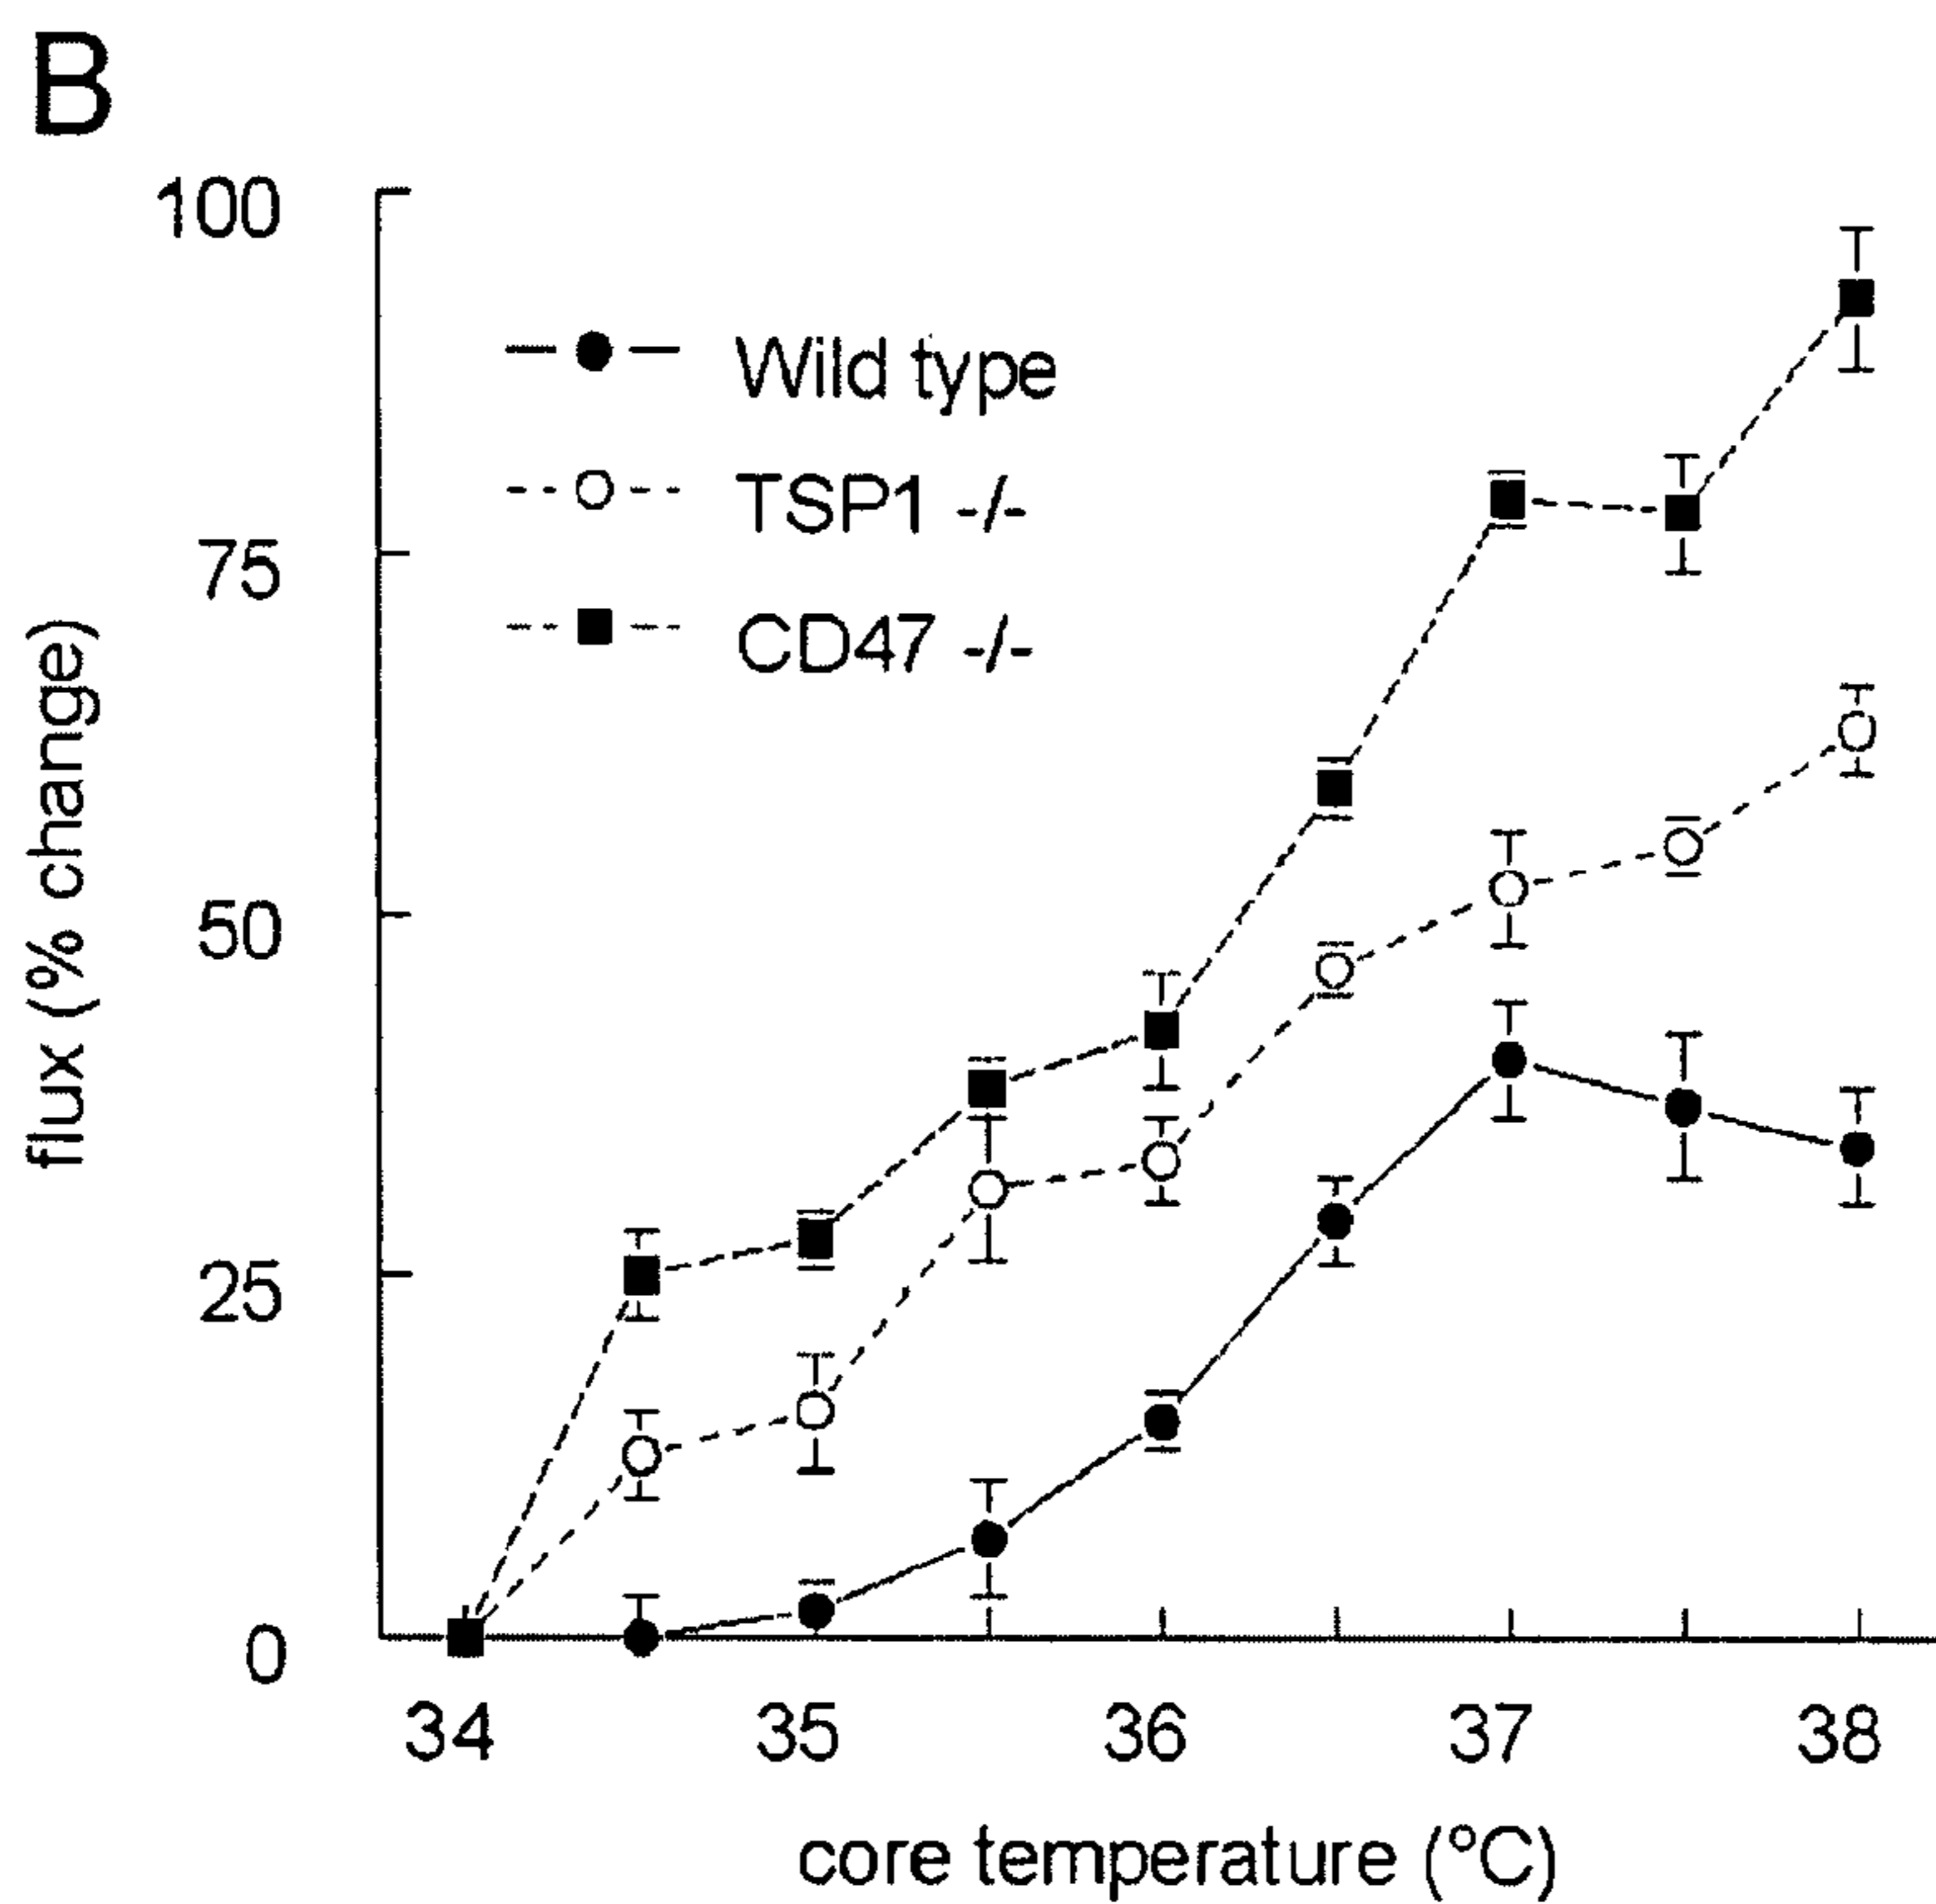 B
100
75
50
25
0
flux (% change)
Wild type
TSP1 -/-
CD47 -/-
34 35 36 37 38
core temperature (°C)